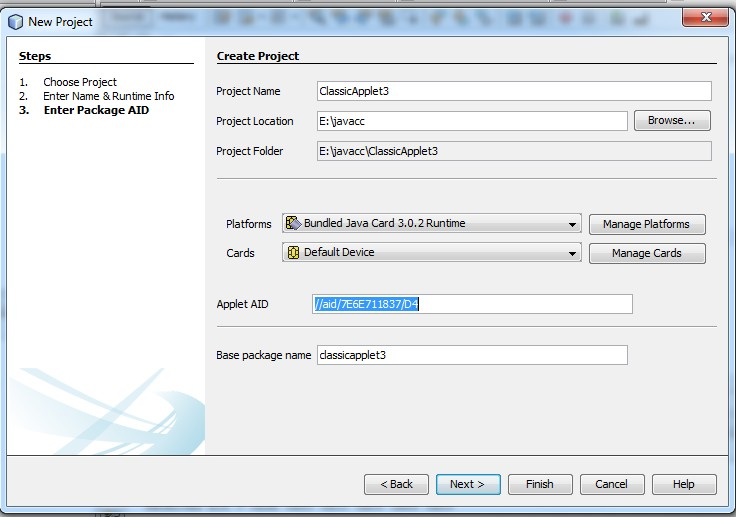 New Project
Steps
1. Choose Project
2. Enter Name & Runtime Info
3. Enter Package AID
Create Project
Project Name ClassicApplet3
Project Location E:\javacc Browse...
Project Folder E:\javacc\ClassicApplet3
Platforms Bundled Java Card 3.0.2 Runtime Manage Platforms
Cards Default Device Manage Cards
Applet AID //aid/7E6E711837/D4
Base package name classicapplet3
< Back Next > Finish Cancel Help